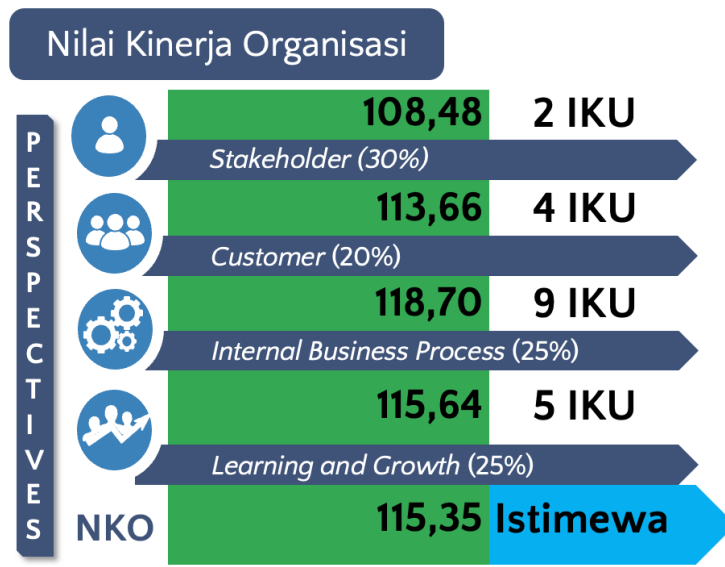 Nilai Kinerja Organisasi
PERSPECTIVES
108,48 2 IKU
Stakeholder (30%)
113,66 4 IKU
Customer (20%)
118,70 9 IKU
Internal Business Process (25%)
115,64 5 IKU
Learning and Growth (25%)
NKO 115,35 Istimewa